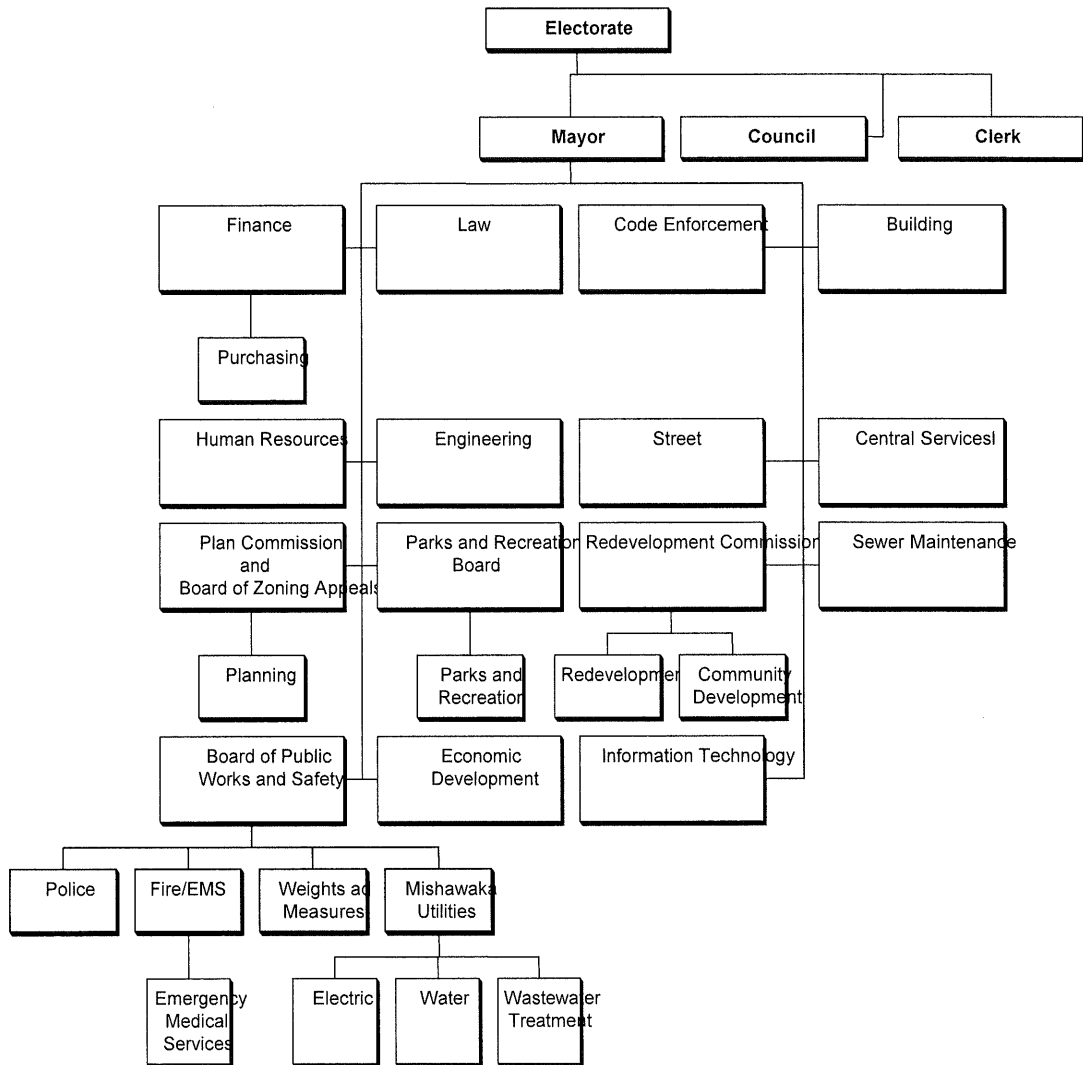 Electorate
Mayor
Council
Clerk
Finance
Law
Code Enforcement
Building
Purchasing
Human Resources
Engineering
Street
Central Servicesl
Plan Commission
and
Board of Zoning Appeals
Parks and Recreation
Board
Redevelopment Commission
Sewer Maintenance
Planning
Parks and
Recreation
Redevelopment
Community
Development
Board of Public
Works and Safety
Economic
Development
Information Technology
Police
Fire/EMS
Weights ad
Measures
Mishawaka
Utilities
Emergency
Medical
Services
Electric
Water
Wastewater
Treatment